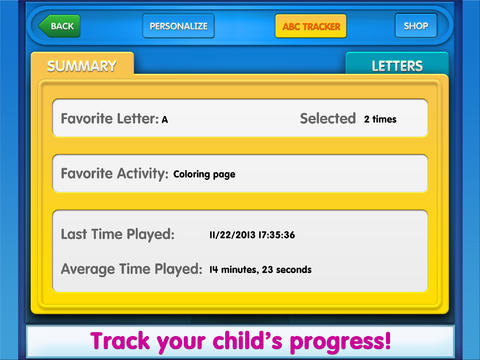 BACK PERSONALIZE ABC TRACKER SHOP
SUMMARY LETTERS
Favorite Letter: A Selected 2 times
Favorite Activity: Coloring page
Last Time Played: 11/22/2013 17:35:36
Average Time Played: 14 minutes, 23 seconds
Track your child's progress!